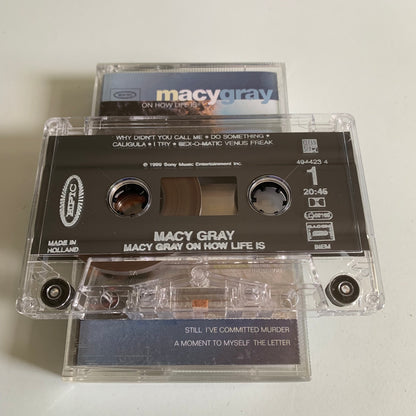 EPIC
macygray
ON HOW LIFE IS
WHY DIDN'T YOU CALL ME • DO SOMETHING •
CALIGULA • I TRY • SEX-O-MATIC VENUS FREAK
℗ 1999 Sony Music Entertainment Inc.
494423 4
1
20:45
EPIC
MADE IN
HOLLAND
BIEM
MACY GRAY
MACY GRAY ON HOW LIFE IS
STILL I'VE COMMITTED MURDER
A MOMENT TO MYSELF THE LETTER